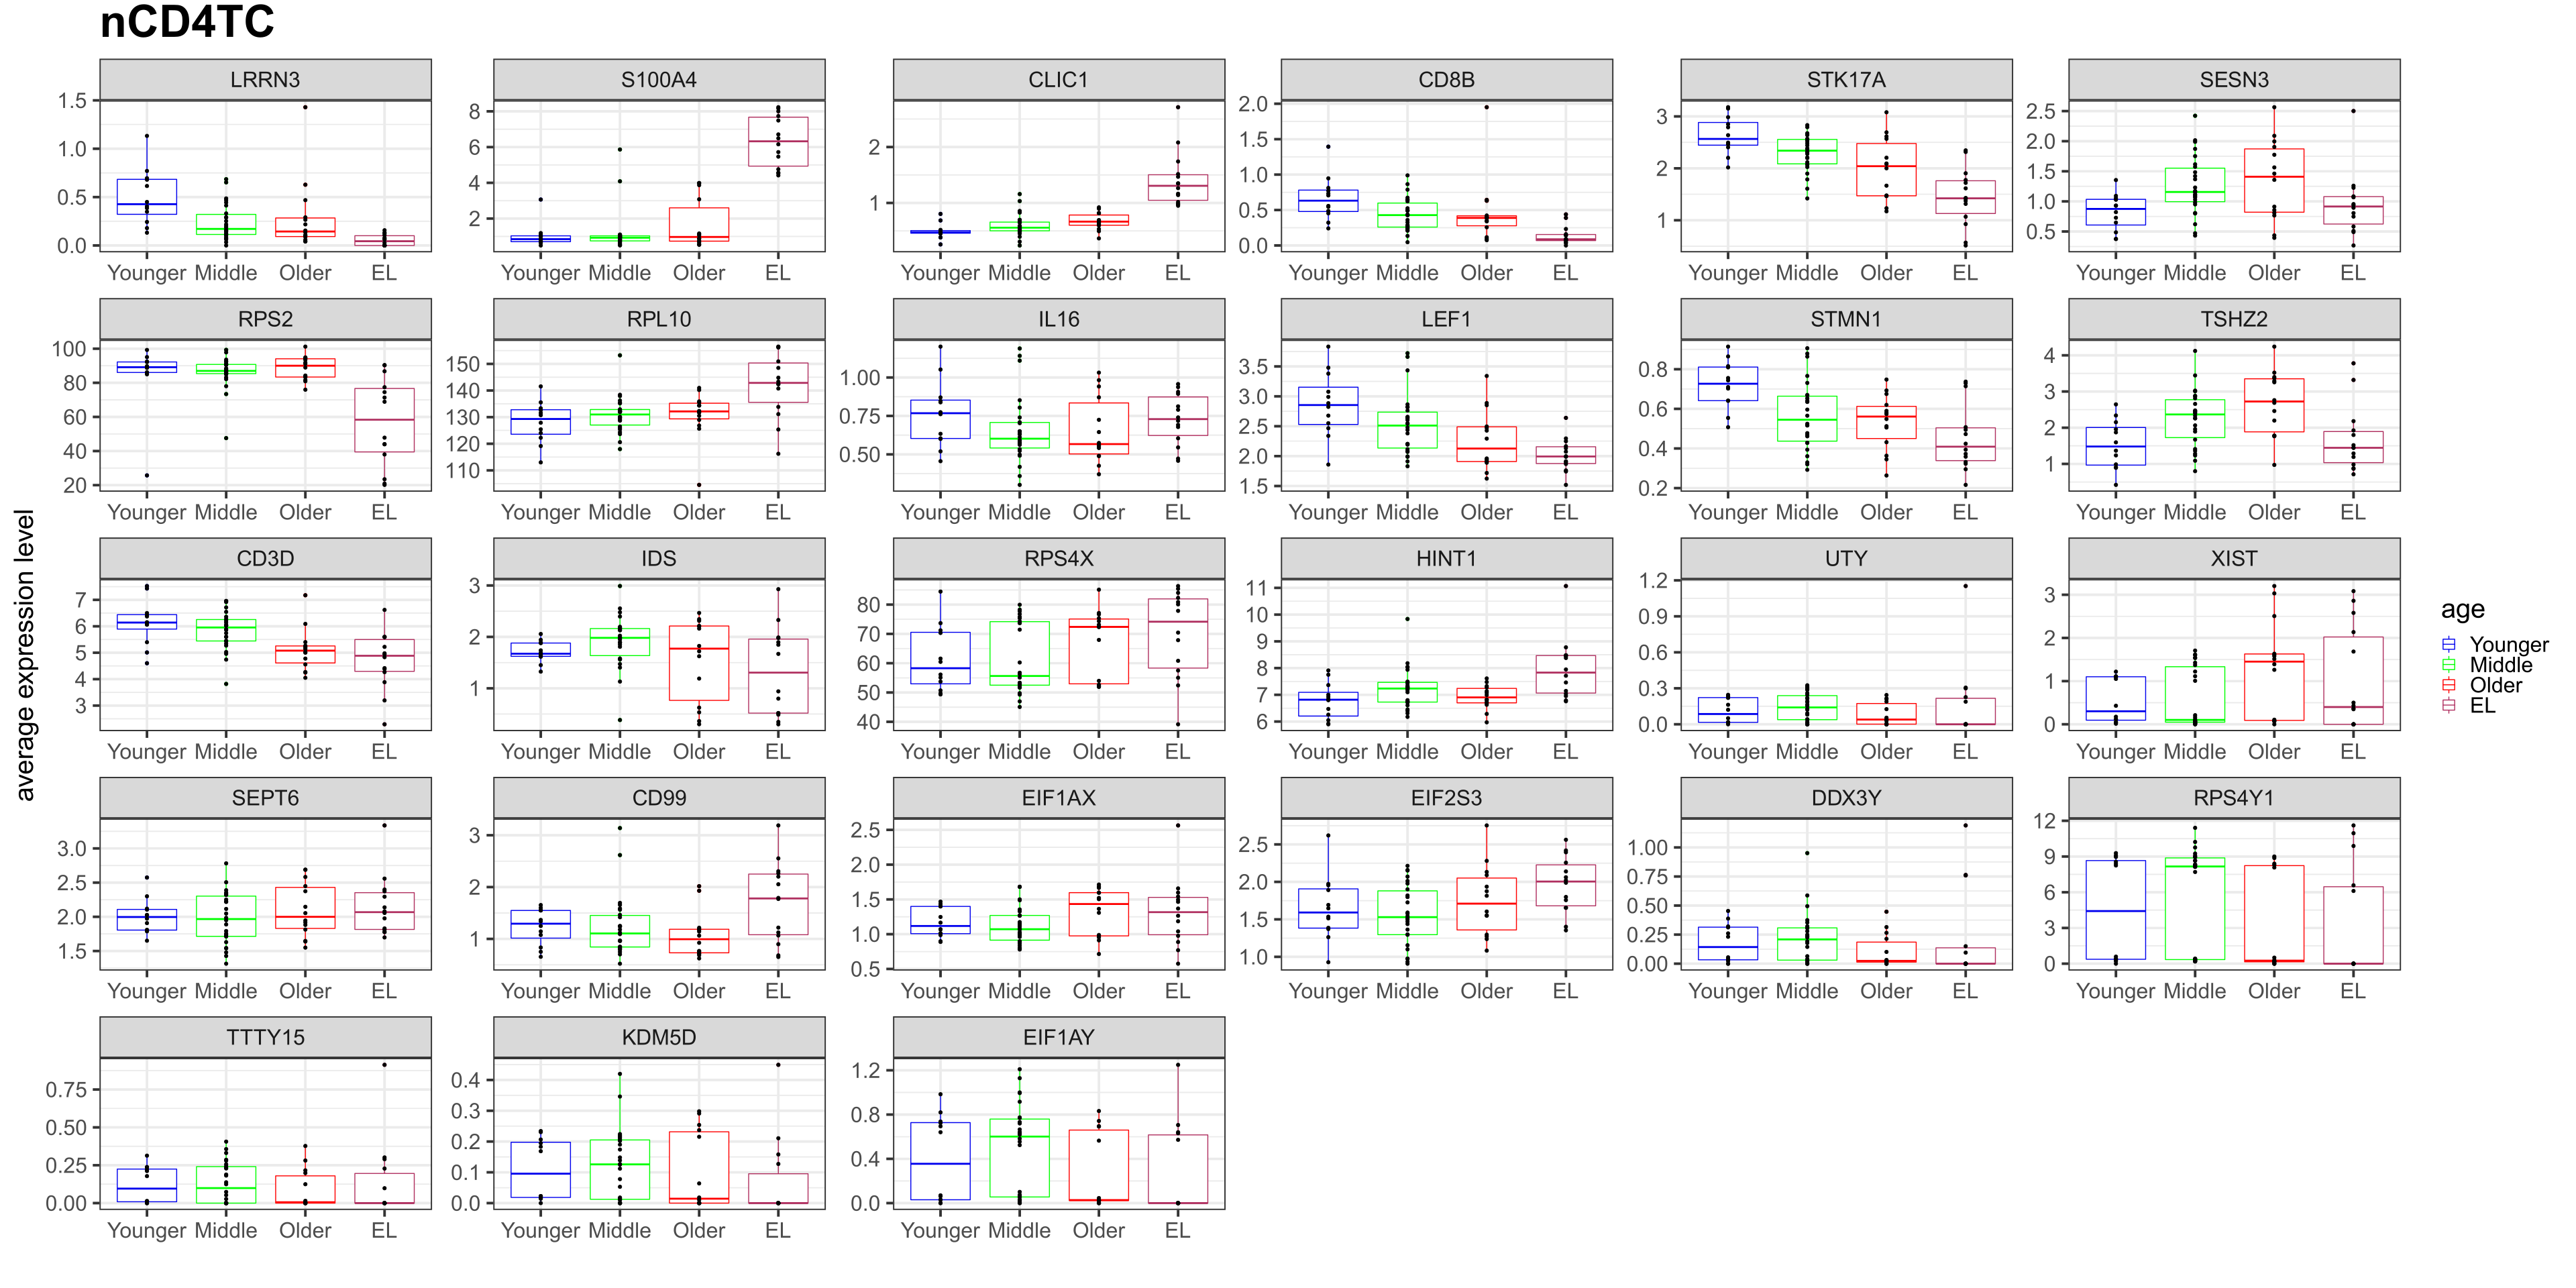 nCD4TC
LRRN3 S100A4 CLIC1 CD8B STK17A SESN3
1.5 1.0 0.5 0.0
8 6 4 2
2 1
2.0 1.5 1.0 0.5 0.0
3 2 1
2.5 2.0 1.5 1.0 0.5
Younger Middle Older EL Younger Middle Older EL Younger Middle Older EL Younger Middle Older EL Younger Middle Older EL Younger Middle Older EL
RPS2 RPL10 IL16 LEF1 STMN1 TSHZ2
100 80 60 40 20
150 140 130 120 110
1.00 0.75 0.50
3.5 3.0 2.5 2.0 1.5
0.8 0.6 0.4 0.2
4 3 2 1
Younger Middle Older EL Younger Middle Older EL Younger Middle Older EL Younger Middle Older EL Younger Middle Older EL Younger Middle Older EL
average expression level
CD3D IDS RPS4X HINT1 UTY XIST
7 6 5 4 3
3 2 1
80 70 60 50 40
11 10 9 8 7 6
1.2 0.9 0.6 0.3 0.0
3 2 1 0
Younger Middle Older EL Younger Middle Older EL Younger Middle Older EL Younger Middle Older EL Younger Middle Older EL Younger Middle Older EL
SEPT6 CD99 EIF1AX EIF2S3 DDX3Y RPS4Y1
3.0 2.5 2.0 1.5
3 2 1
2.5 2.0 1.5 1.0 0.5
2.5 2.0 1.5 1.0
1.00 0.75 0.50 0.25 0.00
12 9 6 3 0
Younger Middle Older EL Younger Middle Older EL Younger Middle Older EL Younger Middle Older EL Younger Middle Older EL Younger Middle Older EL
TTTY15 KDM5D EIF1AY
0.75 0.50 0.25 0.00
0.4 0.3 0.2 0.1 0.0
1.2 0.8 0.4 0.0
Younger Middle Older EL Younger Middle Older EL Younger Middle Older EL
age
Younger
Middle
Older
EL